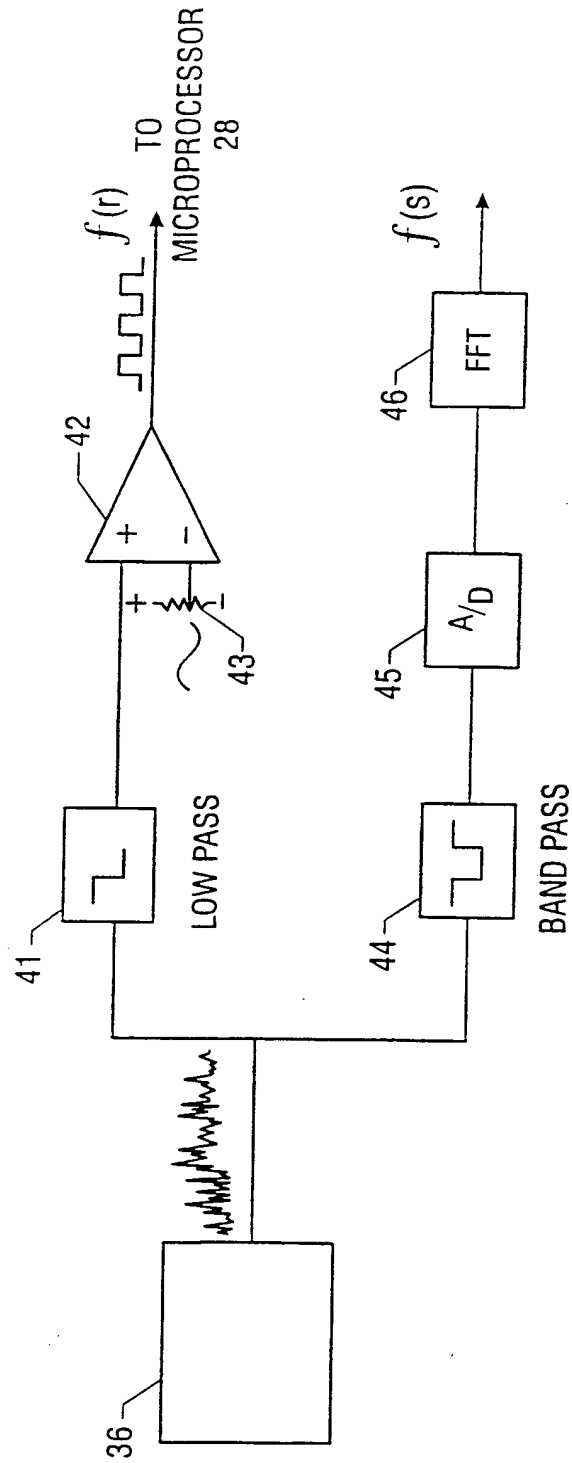 36
41
LOW PASS
+
-
43
+
-
42
f(r)
TO
MICROPROCESSOR
28
44
BAND PASS
45
A/D
46
FFT
f(s)